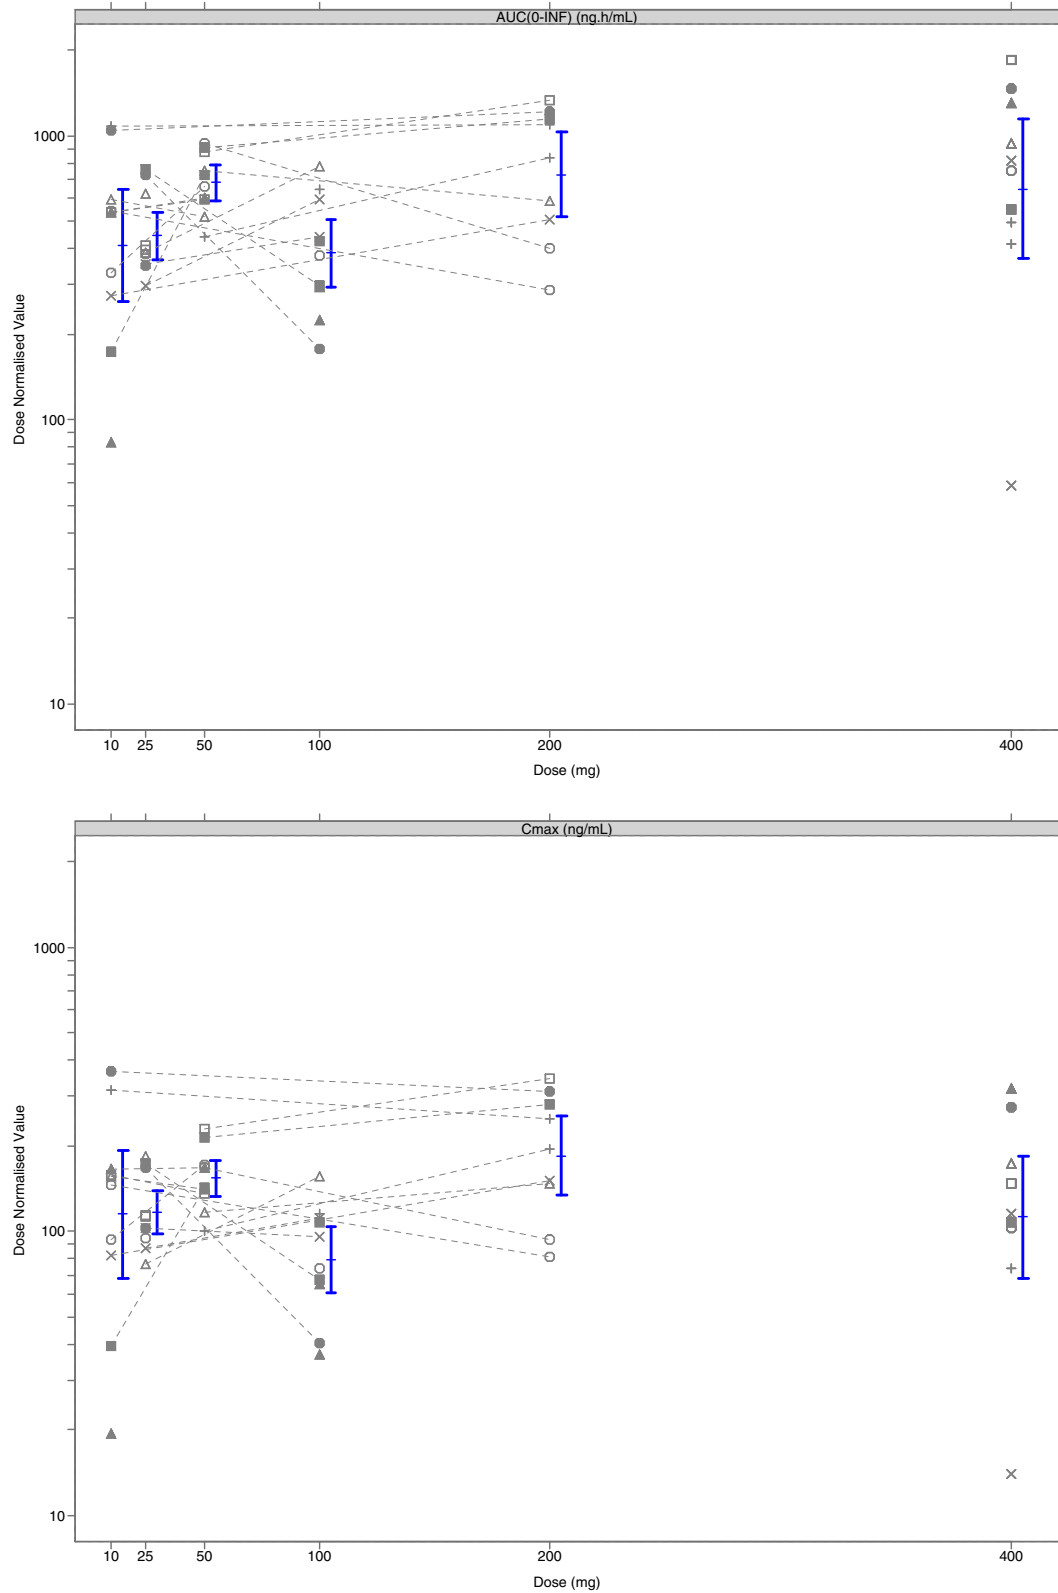 AUC(0-INF) (ng.h/mL)
1000
100
10
Dose Normalised Value
10 25 50 100 200 400
Dose (mg)
Cmax (ng/mL)
1000
100
10
Dose Normalised Value
10 25 50 100 200 400
Dose (mg)